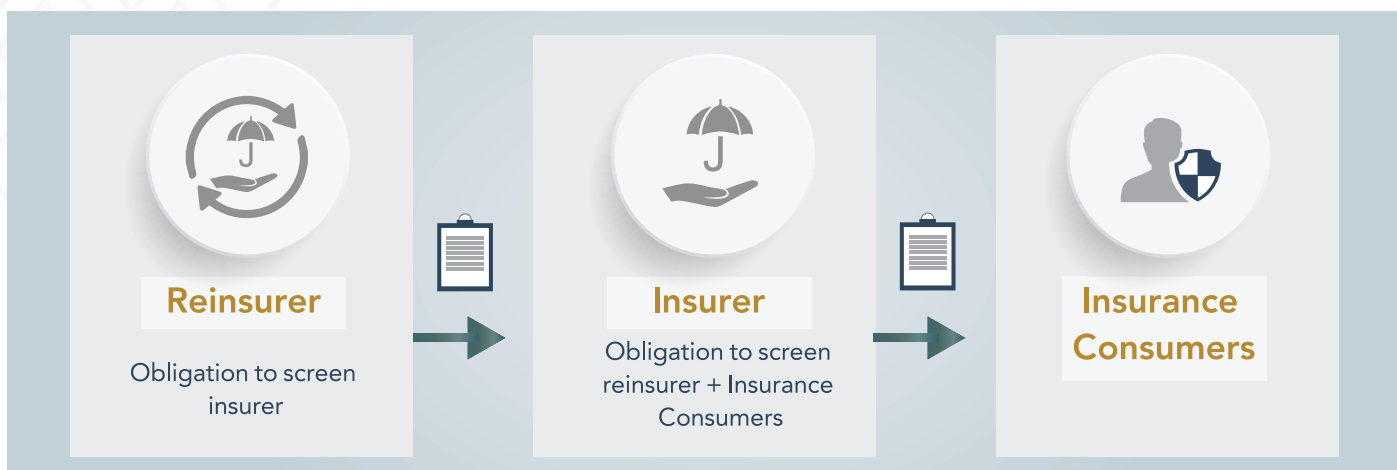 Reinsurer
Obligation to screen
insurer
Insurer
Obligation to screen
reinsurer + Insurance
Consumers
Insurance
Consumers